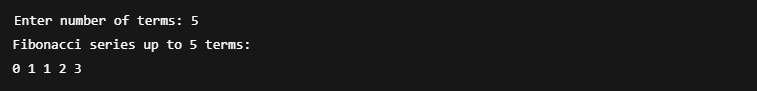 Enter number of terms: 5
Fibonacci series up to 5 terms:
0 1 1 2 3